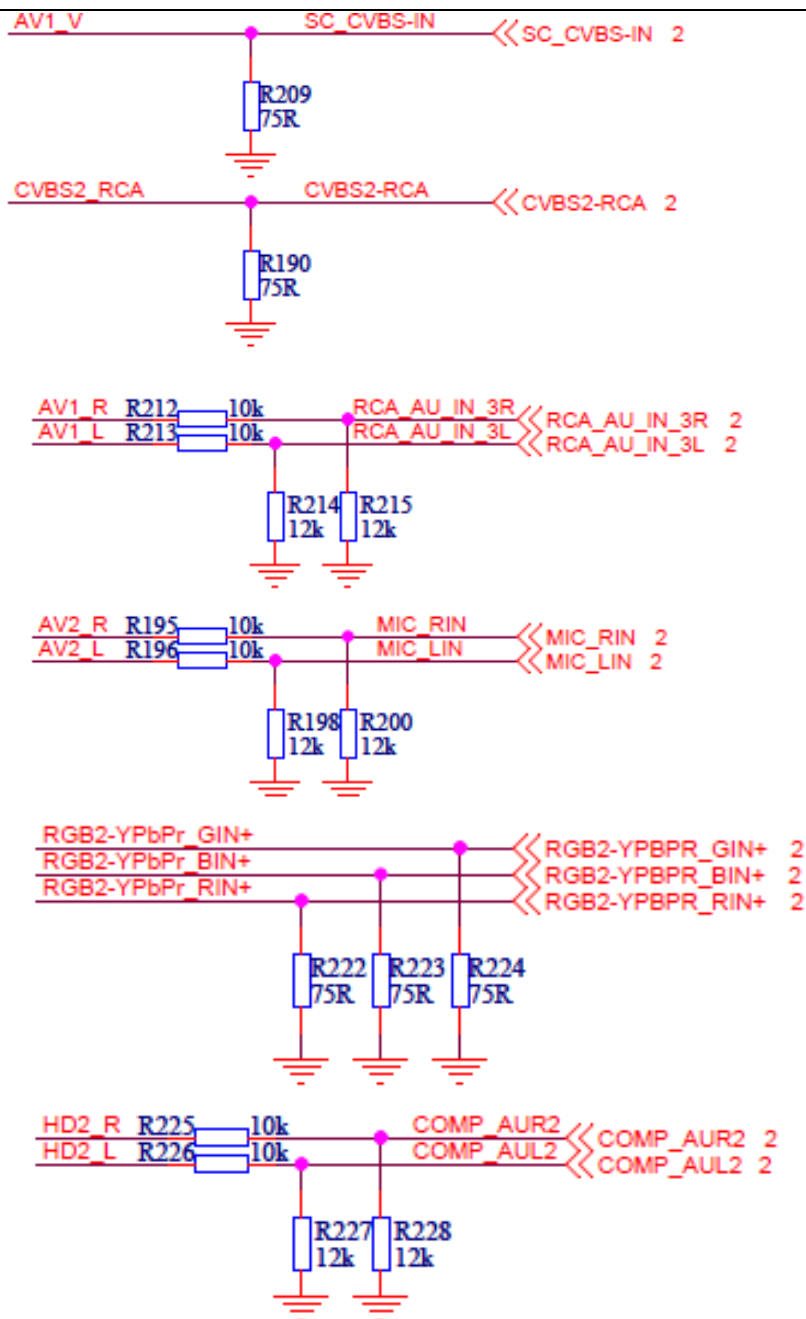 AV1_V SC_CVBS-IN SC_CVBS-IN 2
R209
75R
CVBS2_RCA CVBS2-RCA CVBS2-RCA 2
R190
75R
AV1_R R212 10k RCA_AU_IN_3R RCA_AU_IN_3R 2
AV1_L R213 10k RCA_AU_IN_3L RCA_AU_IN_3L 2
R214 R215
12k 12k
AV2_R R195 10k MIC_RIN MIC_RIN 2
AV2_L R196 10k MIC_LIN MIC_LIN 2
R198 R200
12k 12k
RGB2-YPbPr_GIN+ RGB2-YPBPR_GIN+ 2
RGB2-YPbPr_BIN+ RGB2-YPBPR_BIN+ 2
RGB2-YPbPr_RIN+ RGB2-YPBPR_RIN+ 2
R222 R223 R224
75R 75R 75R
HD2_R R225 10k COMP_AUR2 COMP_AUR2 2
HD2_L R226 10k COMP_AUL2 COMP_AUL2 2
R227 R228
12k 12k